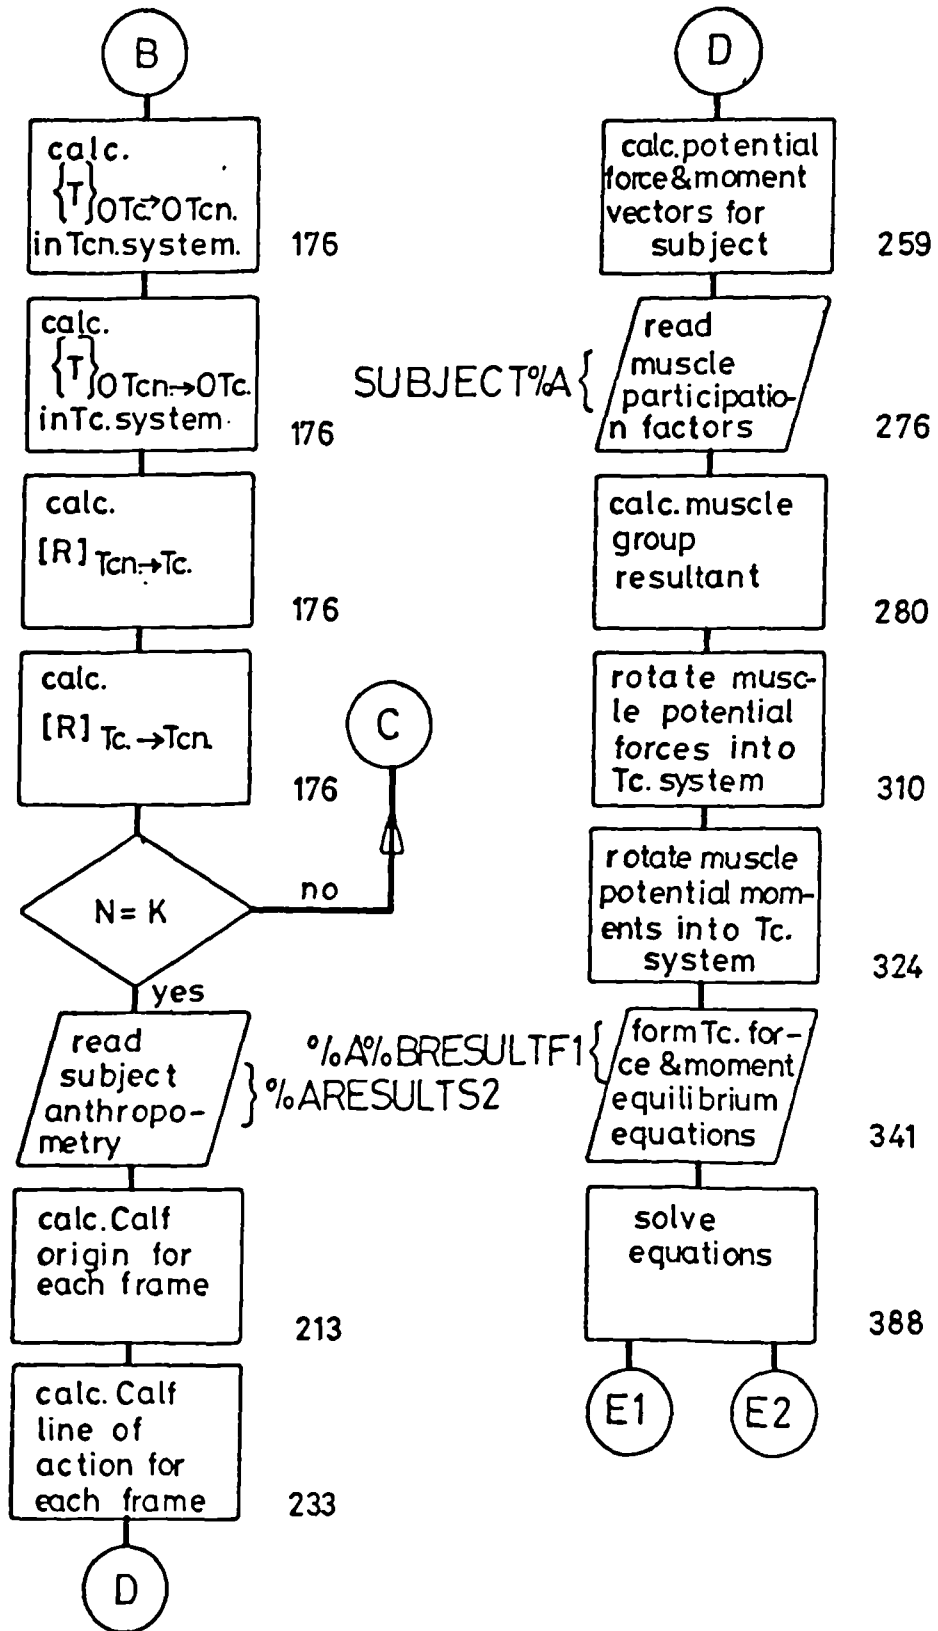 B
calc.
{T} OTc.→OTcn.
in Tcn. system.
176
calc.
{T} OTcn.→OTc.
in Tc. system.
176
calc.
[R] Tcn.→Tc.
176
calc.
[R] Tc.→Tcn.
176
C
N = K
no
yes
read
subject
anthropo-
metry
} %ARESULTS2
calc. Calf
origin for
each frame
213
calc. Calf
line of
action for
each frame
233
D
D
calc. potential
force & moment
vectors for
subject
259
SUBJECT%A {
read
muscle
participatio-
n factors
276
calc. muscle
group
resultant
280
rotate musc-
le potential
forces into
Tc. system
310
rotate muscle
potential mom-
ents into Tc.
system
324
%A%BRESULTF1 {
form Tc. for-
ce & moment
equilibrium
equations
341
solve
equations
388
E1
E2